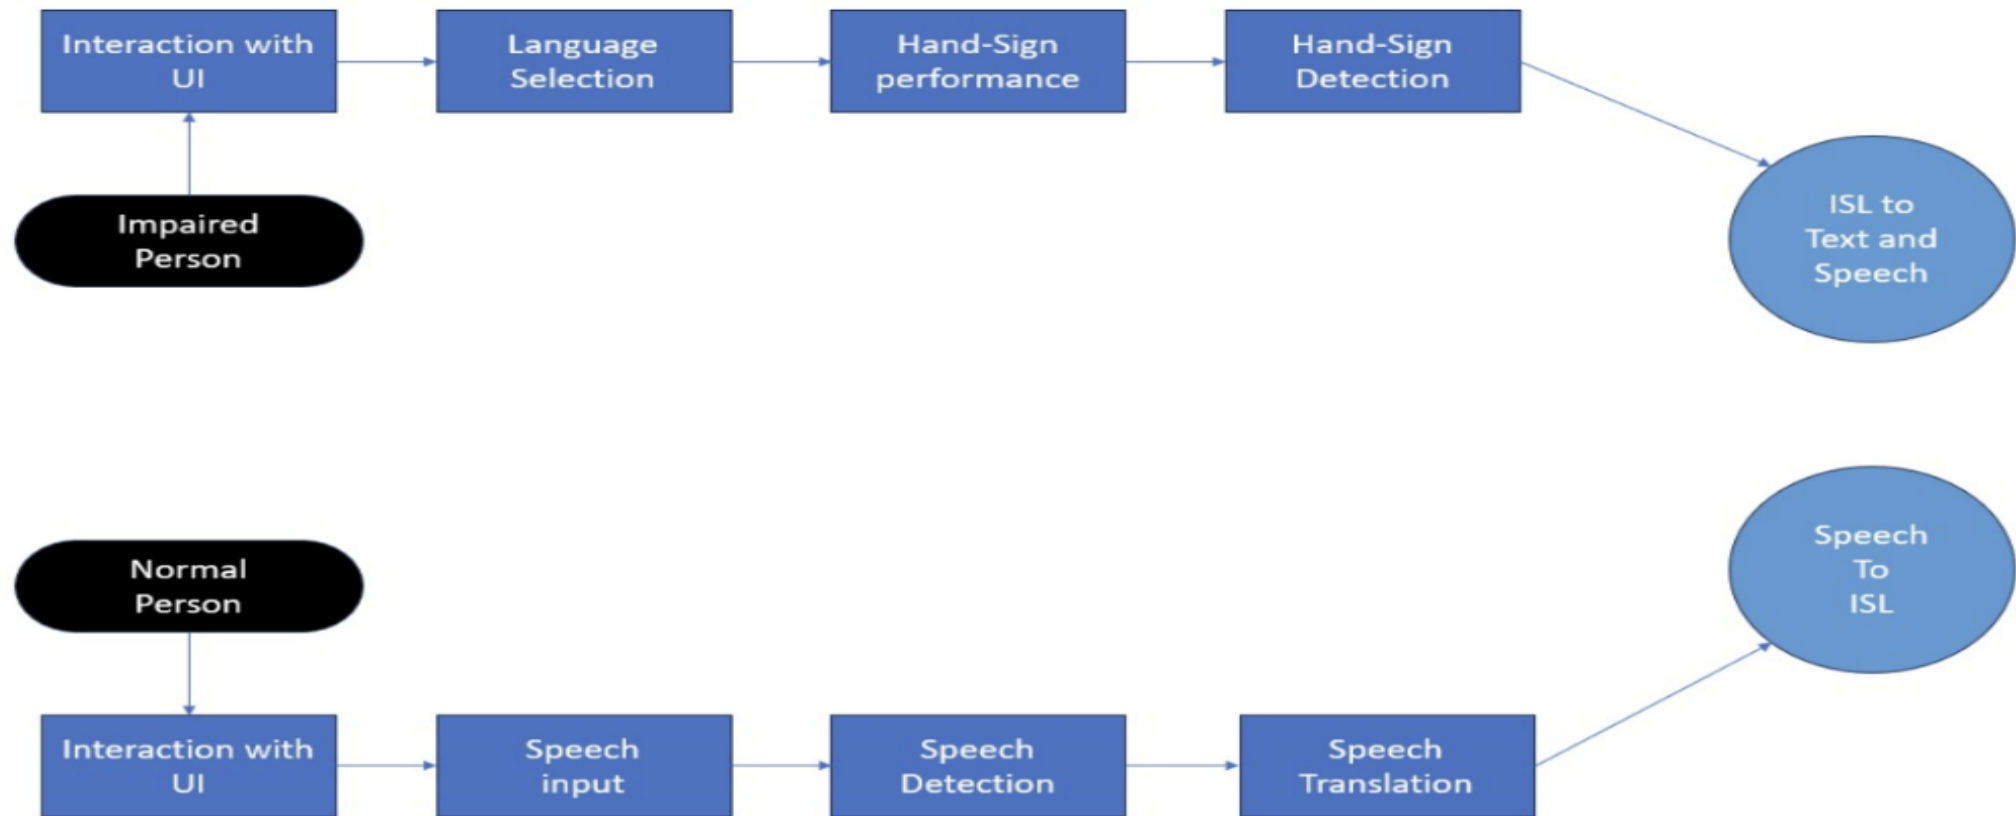 Interaction with
UI
Language
Selection
Hand-Sign
performance
Hand-Sign
Detection
Impaired
Person
ISL to
Text and
Speech
Normal
Person
Speech
To
ISL
Interaction with
UI
Speech
input
Speech
Detection
Speech
Translation